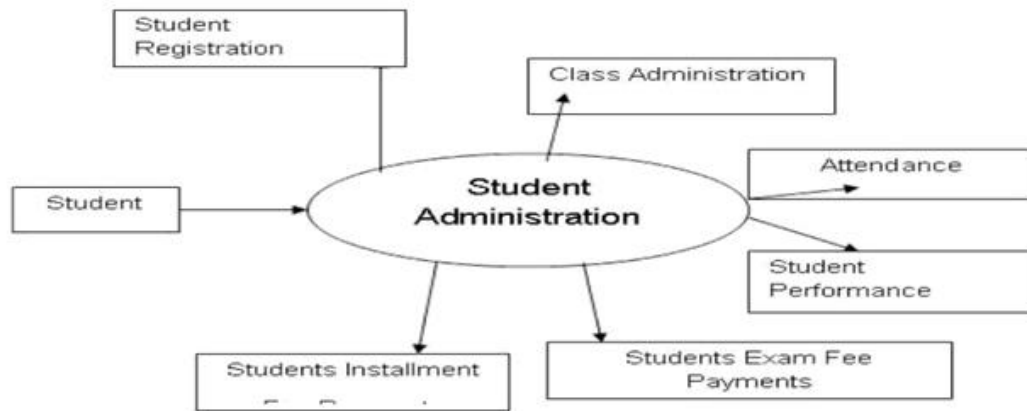 Student
Registration
Class Administration
Attendance
Student
Administration
Student
Student
Performance
Students Exam Fee
Payments
Students Installment